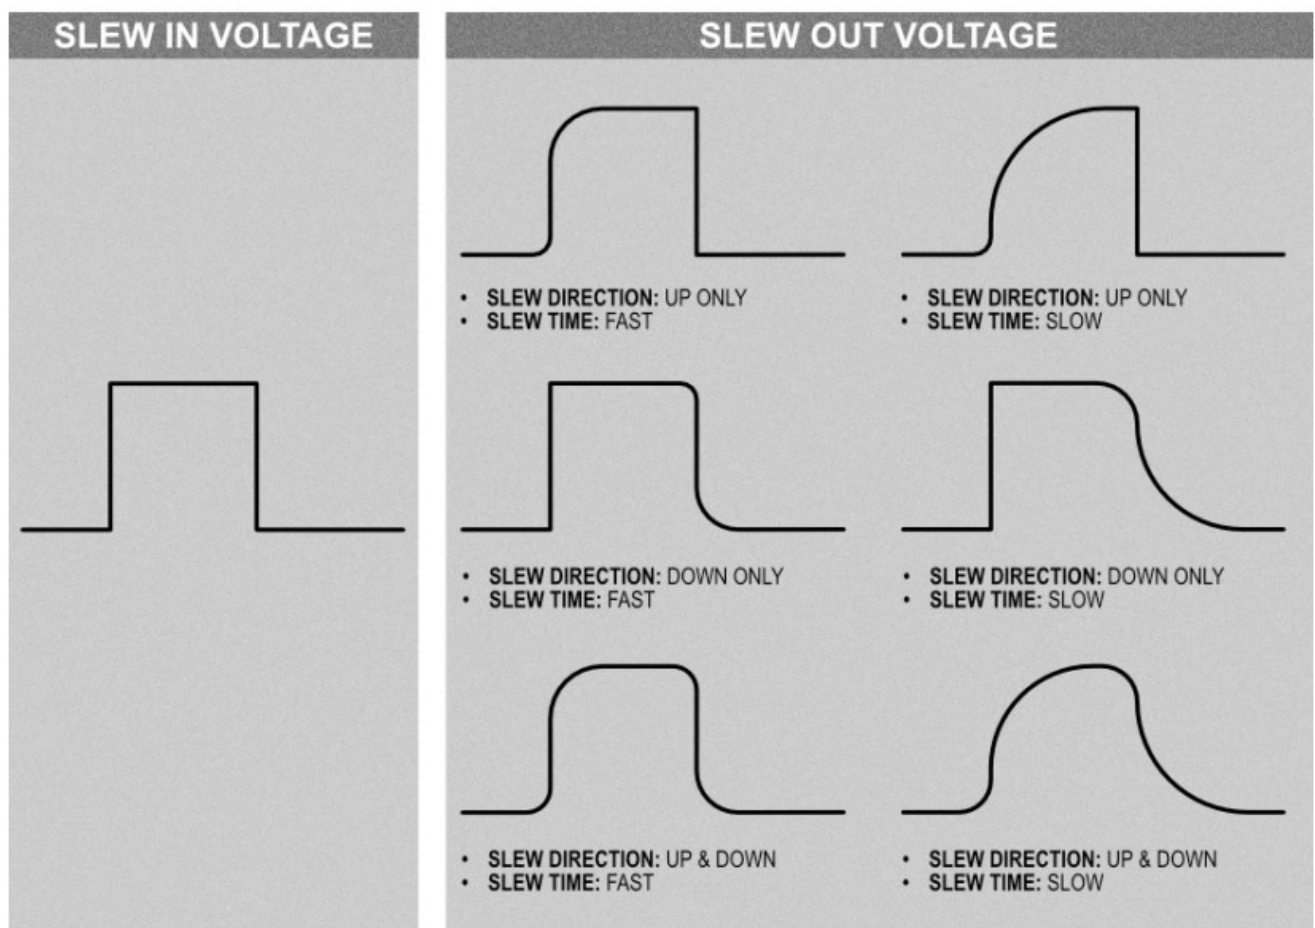 SLEW IN VOLTAGE
SLEW OUT VOLTAGE
• SLEW DIRECTION: UP ONLY
• SLEW TIME: FAST
• SLEW DIRECTION: UP ONLY
• SLEW TIME: SLOW
• SLEW DIRECTION: DOWN ONLY
• SLEW TIME: FAST
• SLEW DIRECTION: DOWN ONLY
• SLEW TIME: SLOW
• SLEW DIRECTION: UP & DOWN
• SLEW TIME: FAST
• SLEW DIRECTION: UP & DOWN
• SLEW TIME: SLOW